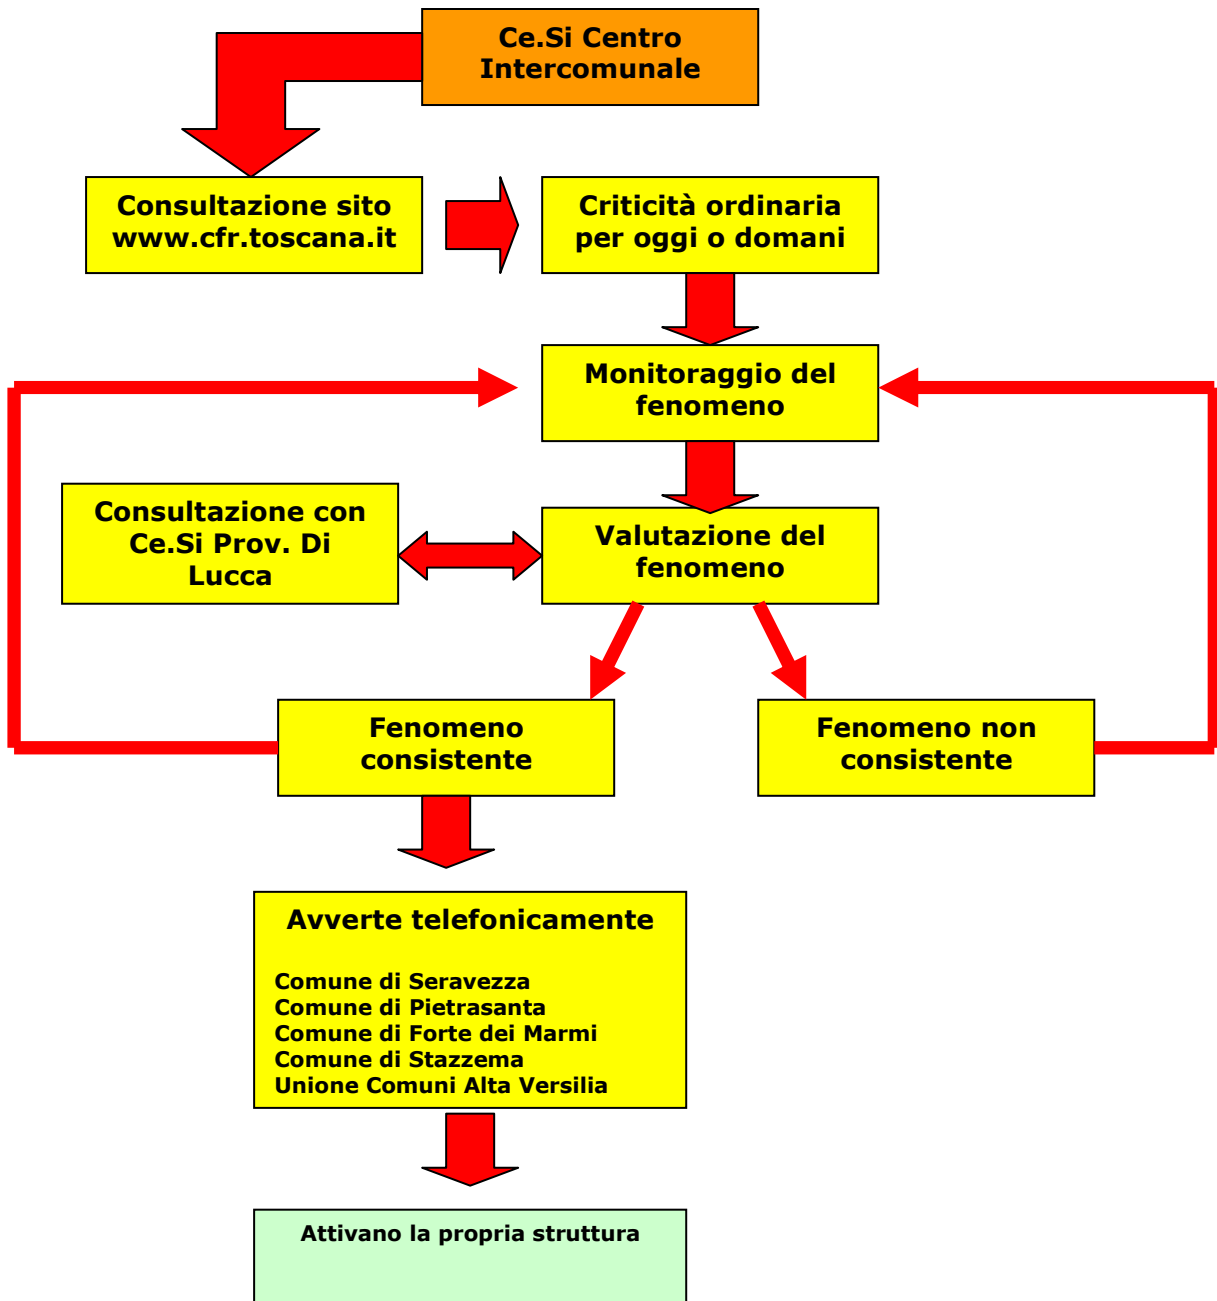 Ce.Si Centro
Intercomunale
Consultazione sito
www.cfr.toscana.it
Criticità ordinaria
per oggi o domani
Monitoraggio del
fenomeno
Consultazione con
Ce.Si Prov. Di
Lucca
Valutazione del
fenomeno
Fenomeno
consistente
Fenomeno non
consistente
Avverte telefonicamente
Comune di Seravezza
Comune di Pietrasanta
Comune di Forte dei Marmi
Comune di Stazzema
Unione Comuni Alta Versilia
Attivano la propria struttura